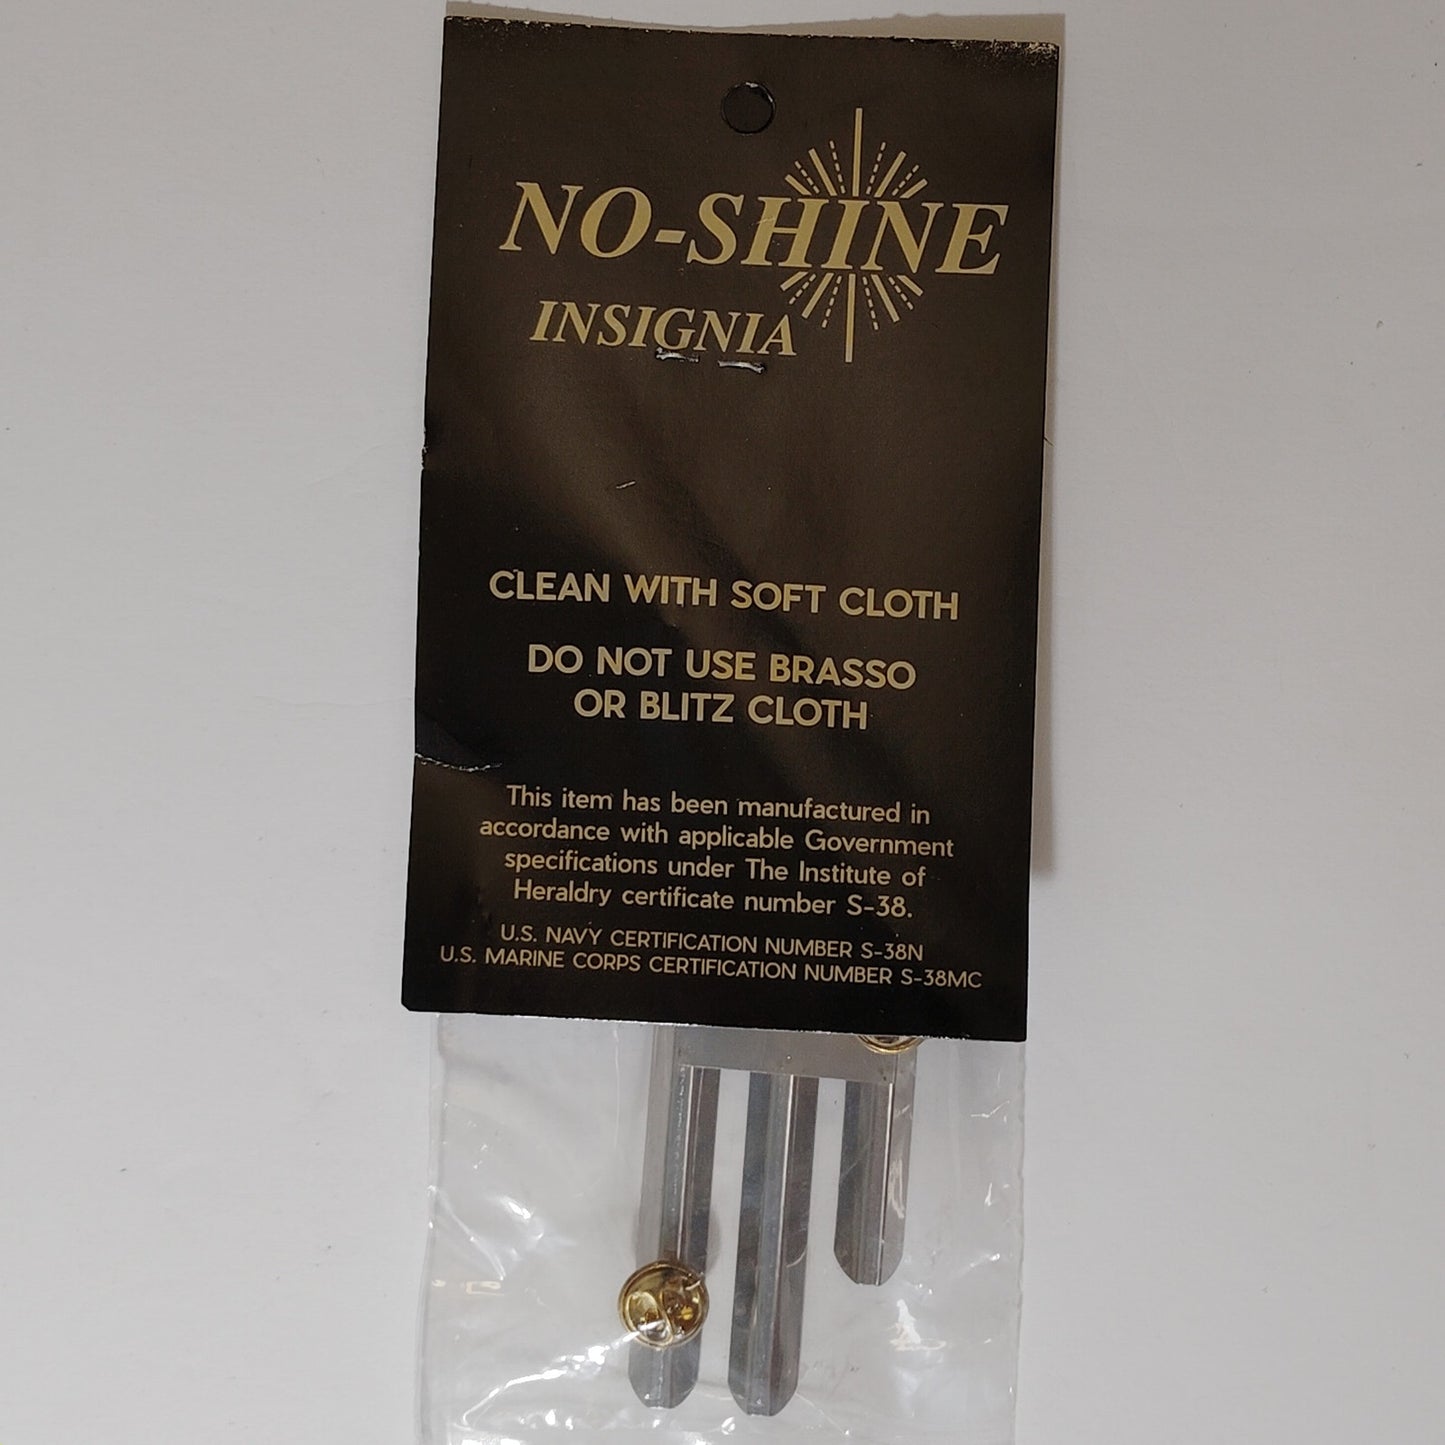 NO-SHINE
INSIGNIA
CLEAN WITH SOFT CLOTH
DO NOT USE BRASSO
OR BLITZ CLOTH
This item has been manufactured in
accordance with applicable Government
specifications under The Institute of
Heraldry certificate number S-38.
U.S. NAVY CERTIFICATION NUMBER S-38N
U.S. MARINE CORPS CERTIFICATION NUMBER S-38MC